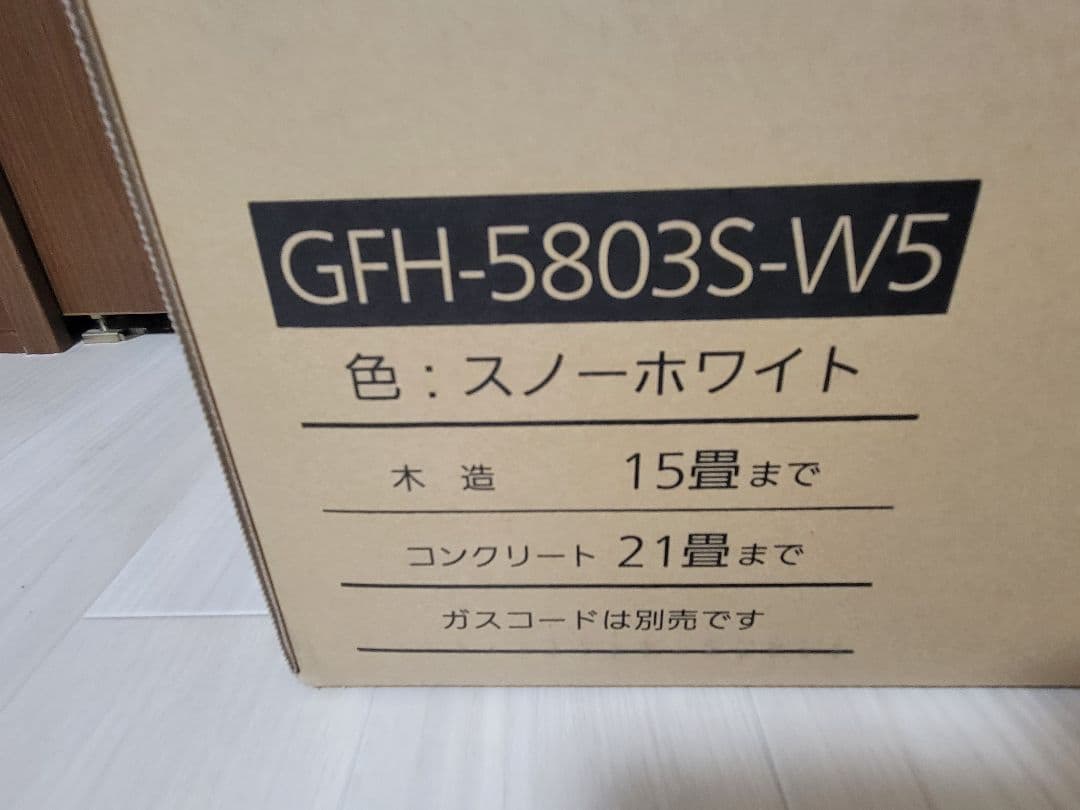 GFH-5803S-W5
色：スノーホワイト
木造 15畳まで
コンクリート 21畳まで
ガスコードは別売です